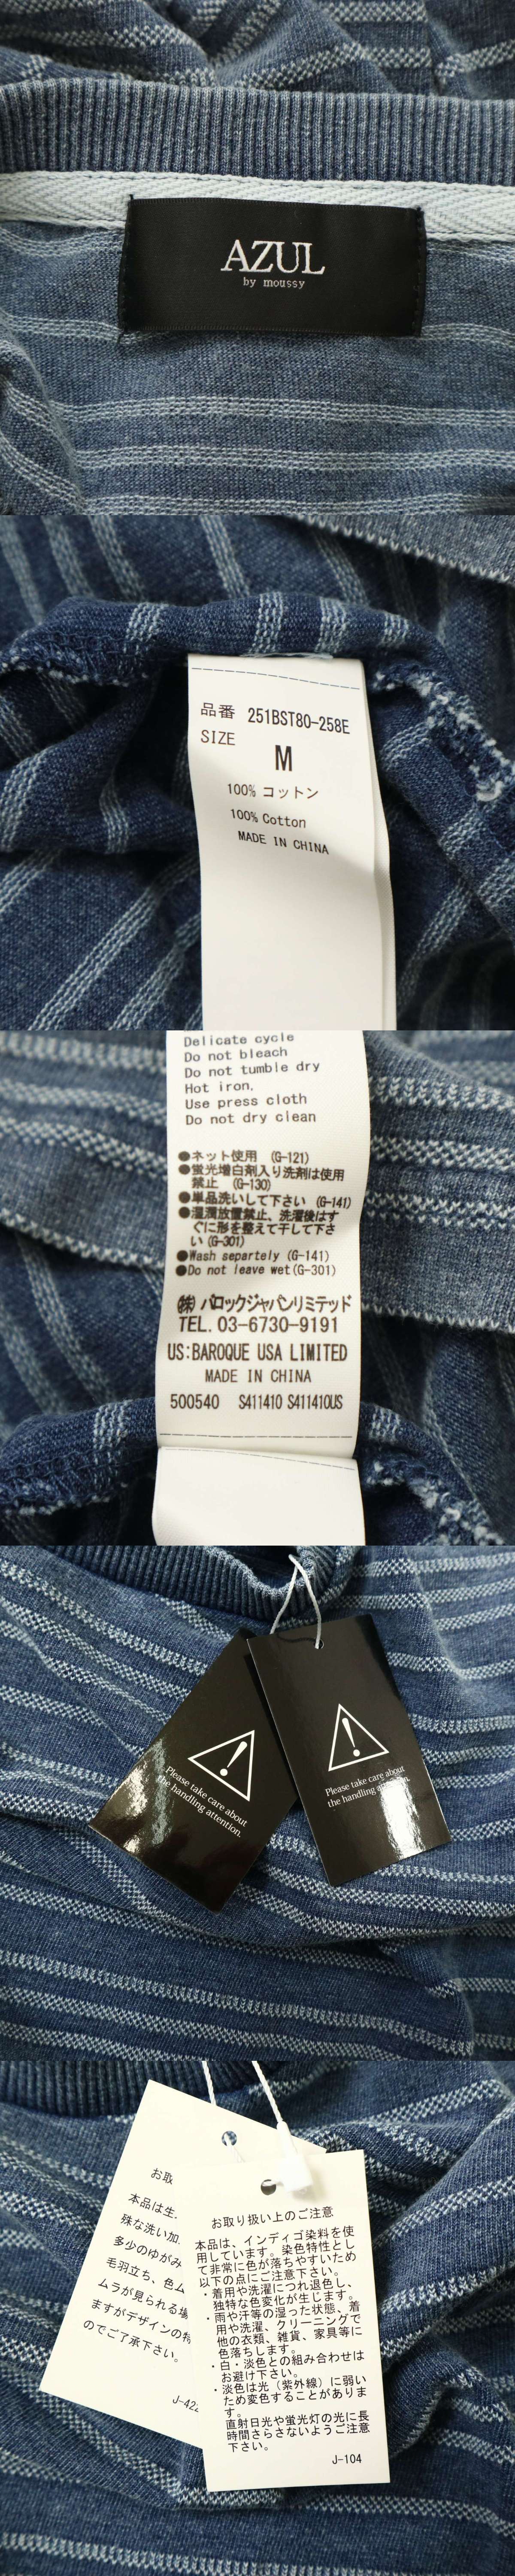 AZUL
by moussy
品番 251BST80-258E
SIZE
M
100% コットン
100% Cotton
MADE IN CHINA
Delicate cycle
Do not bleach
Do not tumble dry
Hot iron.
Use press cloth
Do not dry clean
●ネット使用 (G-121)
●蛍光増白剤入り洗剤は使用
禁止 (G-130)
●単品洗いして下さい (G-141)
●湿潤放置禁止、洗濯後はす
ぐに形を整えて干して下さ
い (G-301)
●Wash separtely (G-141)
●Do not leave wet(G-301)
㈱ バロックジャパンリミテッド
TEL. 03-6730-9191
US:BAROQUE USA LIMITED
MADE IN CHINA
500540 S411410 S411410US
Please take care about
the handling attention.
Please take care about
the handling attention.
お取
本品は生
殊な洗い加
多少のゆがみ
毛羽立ち、色ム
ムラが見られる場
ますがデザインの特
のでご了承下さい。
J-422
お取り扱い上のご注意
本品は、インディゴ染料を使
用しています。染色特性とし
て非常に色が落ちやすいため
以下の点にご注意下さい。
・着用や洗濯につれ退色し、
独特な色変化が生じます。
・雨や汗等の湿った状態、着
用や洗濯、クリーニングで
他の衣類、雑貨、家具等に
色落ちします。
・白・淡色との組み合わせは
お避け下さい。
・淡色は光（紫外線）に弱い
ため変色することがありま
す。
直射日光や蛍光灯の光に長
時間さらさないようご注意
下さい。
J-104